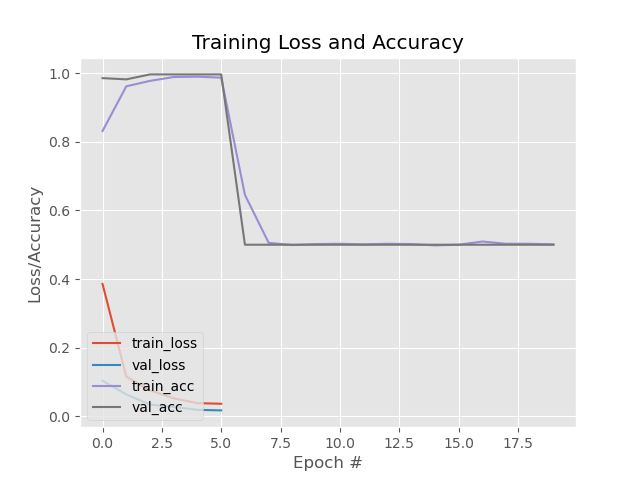 Training Loss and Accuracy
Loss/Accuracy
1.0
0.8
0.6
0.4
0.2
0.0
train_loss
val_loss
train_acc
val_acc
0.0 2.5 5.0 7.5 10.0 12.5 15.0 17.5
Epoch #